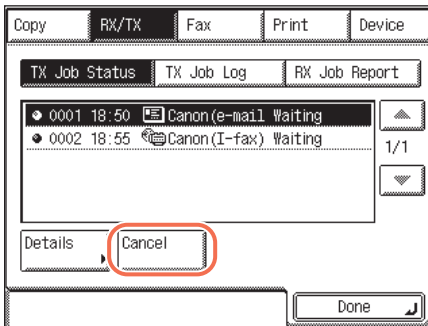 Copy RX/TX Fax Print Device
TX Job Status TX Job Log RX Job Report
0001 18:50 Canon(e-mail Waiting
0002 18:55 Canon(I-fax) Waiting
1/1
Details Cancel
Done